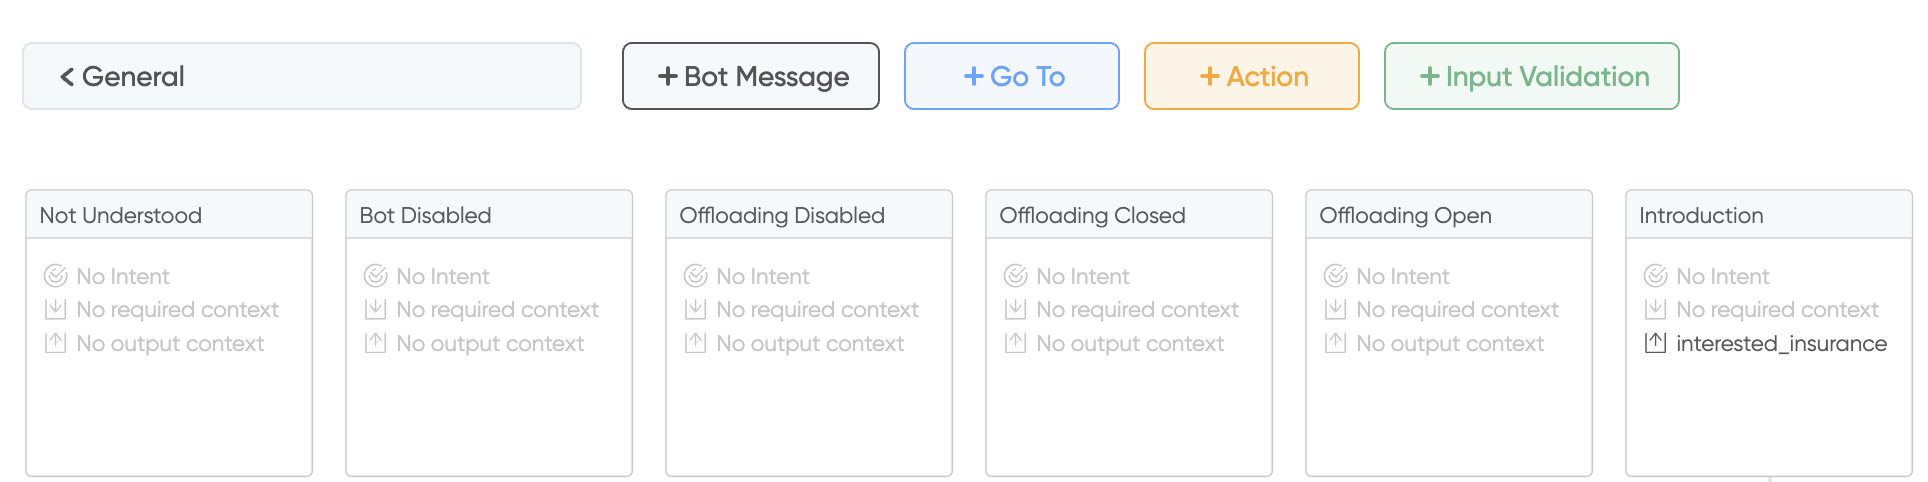 General
+ Bot Message
+ Go To
+ Action
+ Input Validation
Not Understood
No Intent
No required context
No output context
Bot Disabled
No Intent
No required context
No output context
Offloading Disabled
No Intent
No required context
No output context
Offloading Closed
No Intent
No required context
No output context
Offloading Open
No Intent
No required context
No output context
Introduction
No Intent
No required context
interested_insurance